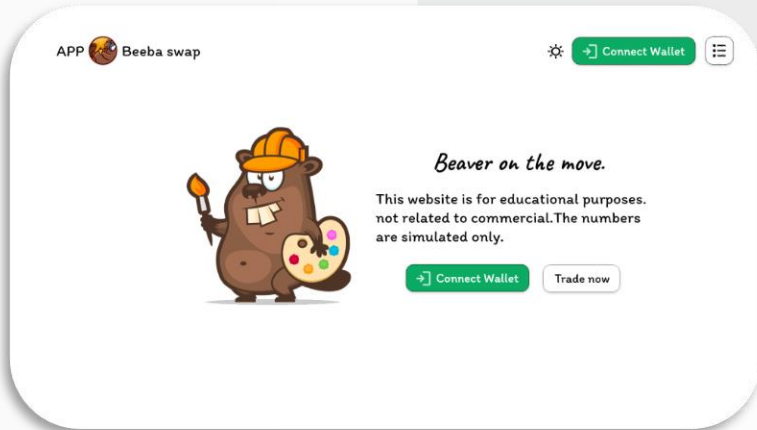 APP Beeba swap
Connect Wallet
Beaver on the move.
This website is for educational purposes.
not related to commercial.The numbers
are simulated only.
Connect Wallet
Trade now